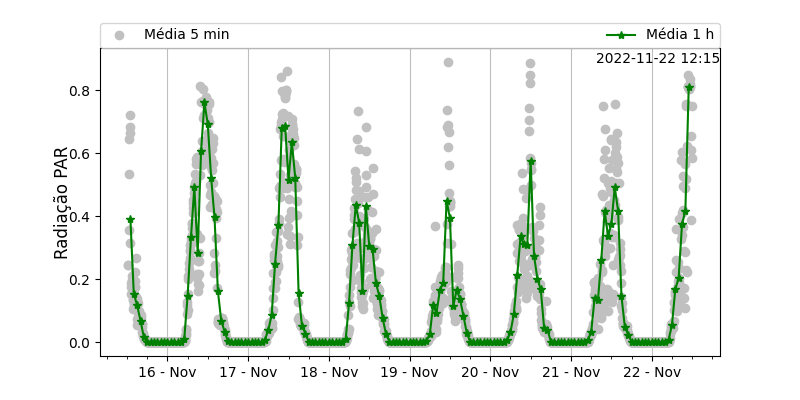 Média 5 min Média 1 h
2022-11-22 12:15
Radiação PAR
0.8
0.6
0.4
0.2
0.0
16 - Nov 17 - Nov 18 - Nov 19 - Nov 20 - Nov 21 - Nov 22 - Nov